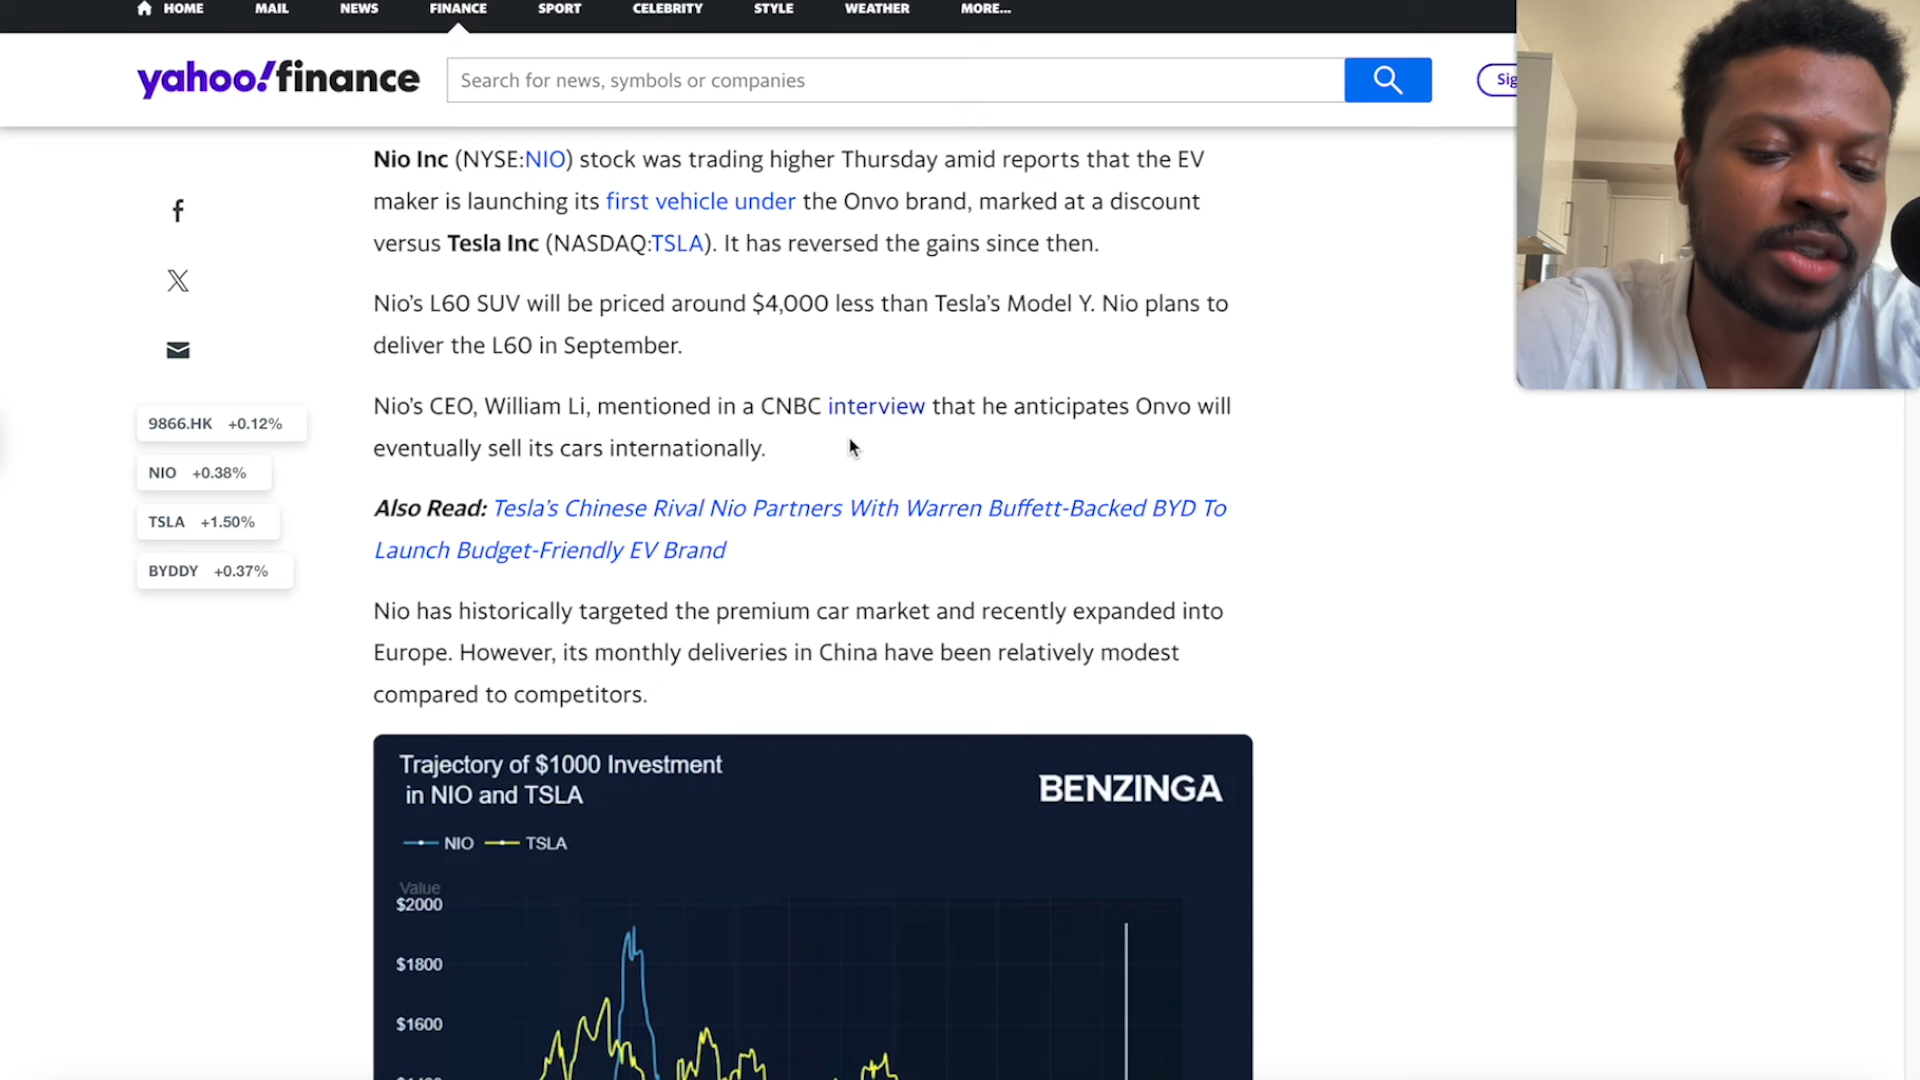 HOME MAIL NEWS FINANCE SPORT CELEBRITY STYLE WEATHER MORE...
yahoo!finance
Search for news, symbols or companies
Sig
Nio Inc (NYSE:NIO) stock was trading higher Thursday amid reports that the EV
maker is launching its first vehicle under the Onvo brand, marked at a discount
versus Tesla Inc (NASDAQ:TSLA). It has reversed the gains since then.
Nio’s L60 SUV will be priced around $4,000 less than Tesla’s Model Y. Nio plans to
deliver the L60 in September.
9866.HK +0.12%
NIO +0.38%
TSLA +1.50%
BYDDY +0.37%
Nio’s CEO, William Li, mentioned in a CNBC interview that he anticipates Onvo will
eventually sell its cars internationally.
Also Read: Tesla’s Chinese Rival Nio Partners With Warren Buffett-Backed BYD To
Launch Budget-Friendly EV Brand
Nio has historically targeted the premium car market and recently expanded into
Europe. However, its monthly deliveries in China have been relatively modest
compared to competitors.
Trajectory of $1000 Investment
in NIO and TSLA
BENZINGA
NIO TSLA
Value
$2000
$1800
$1600